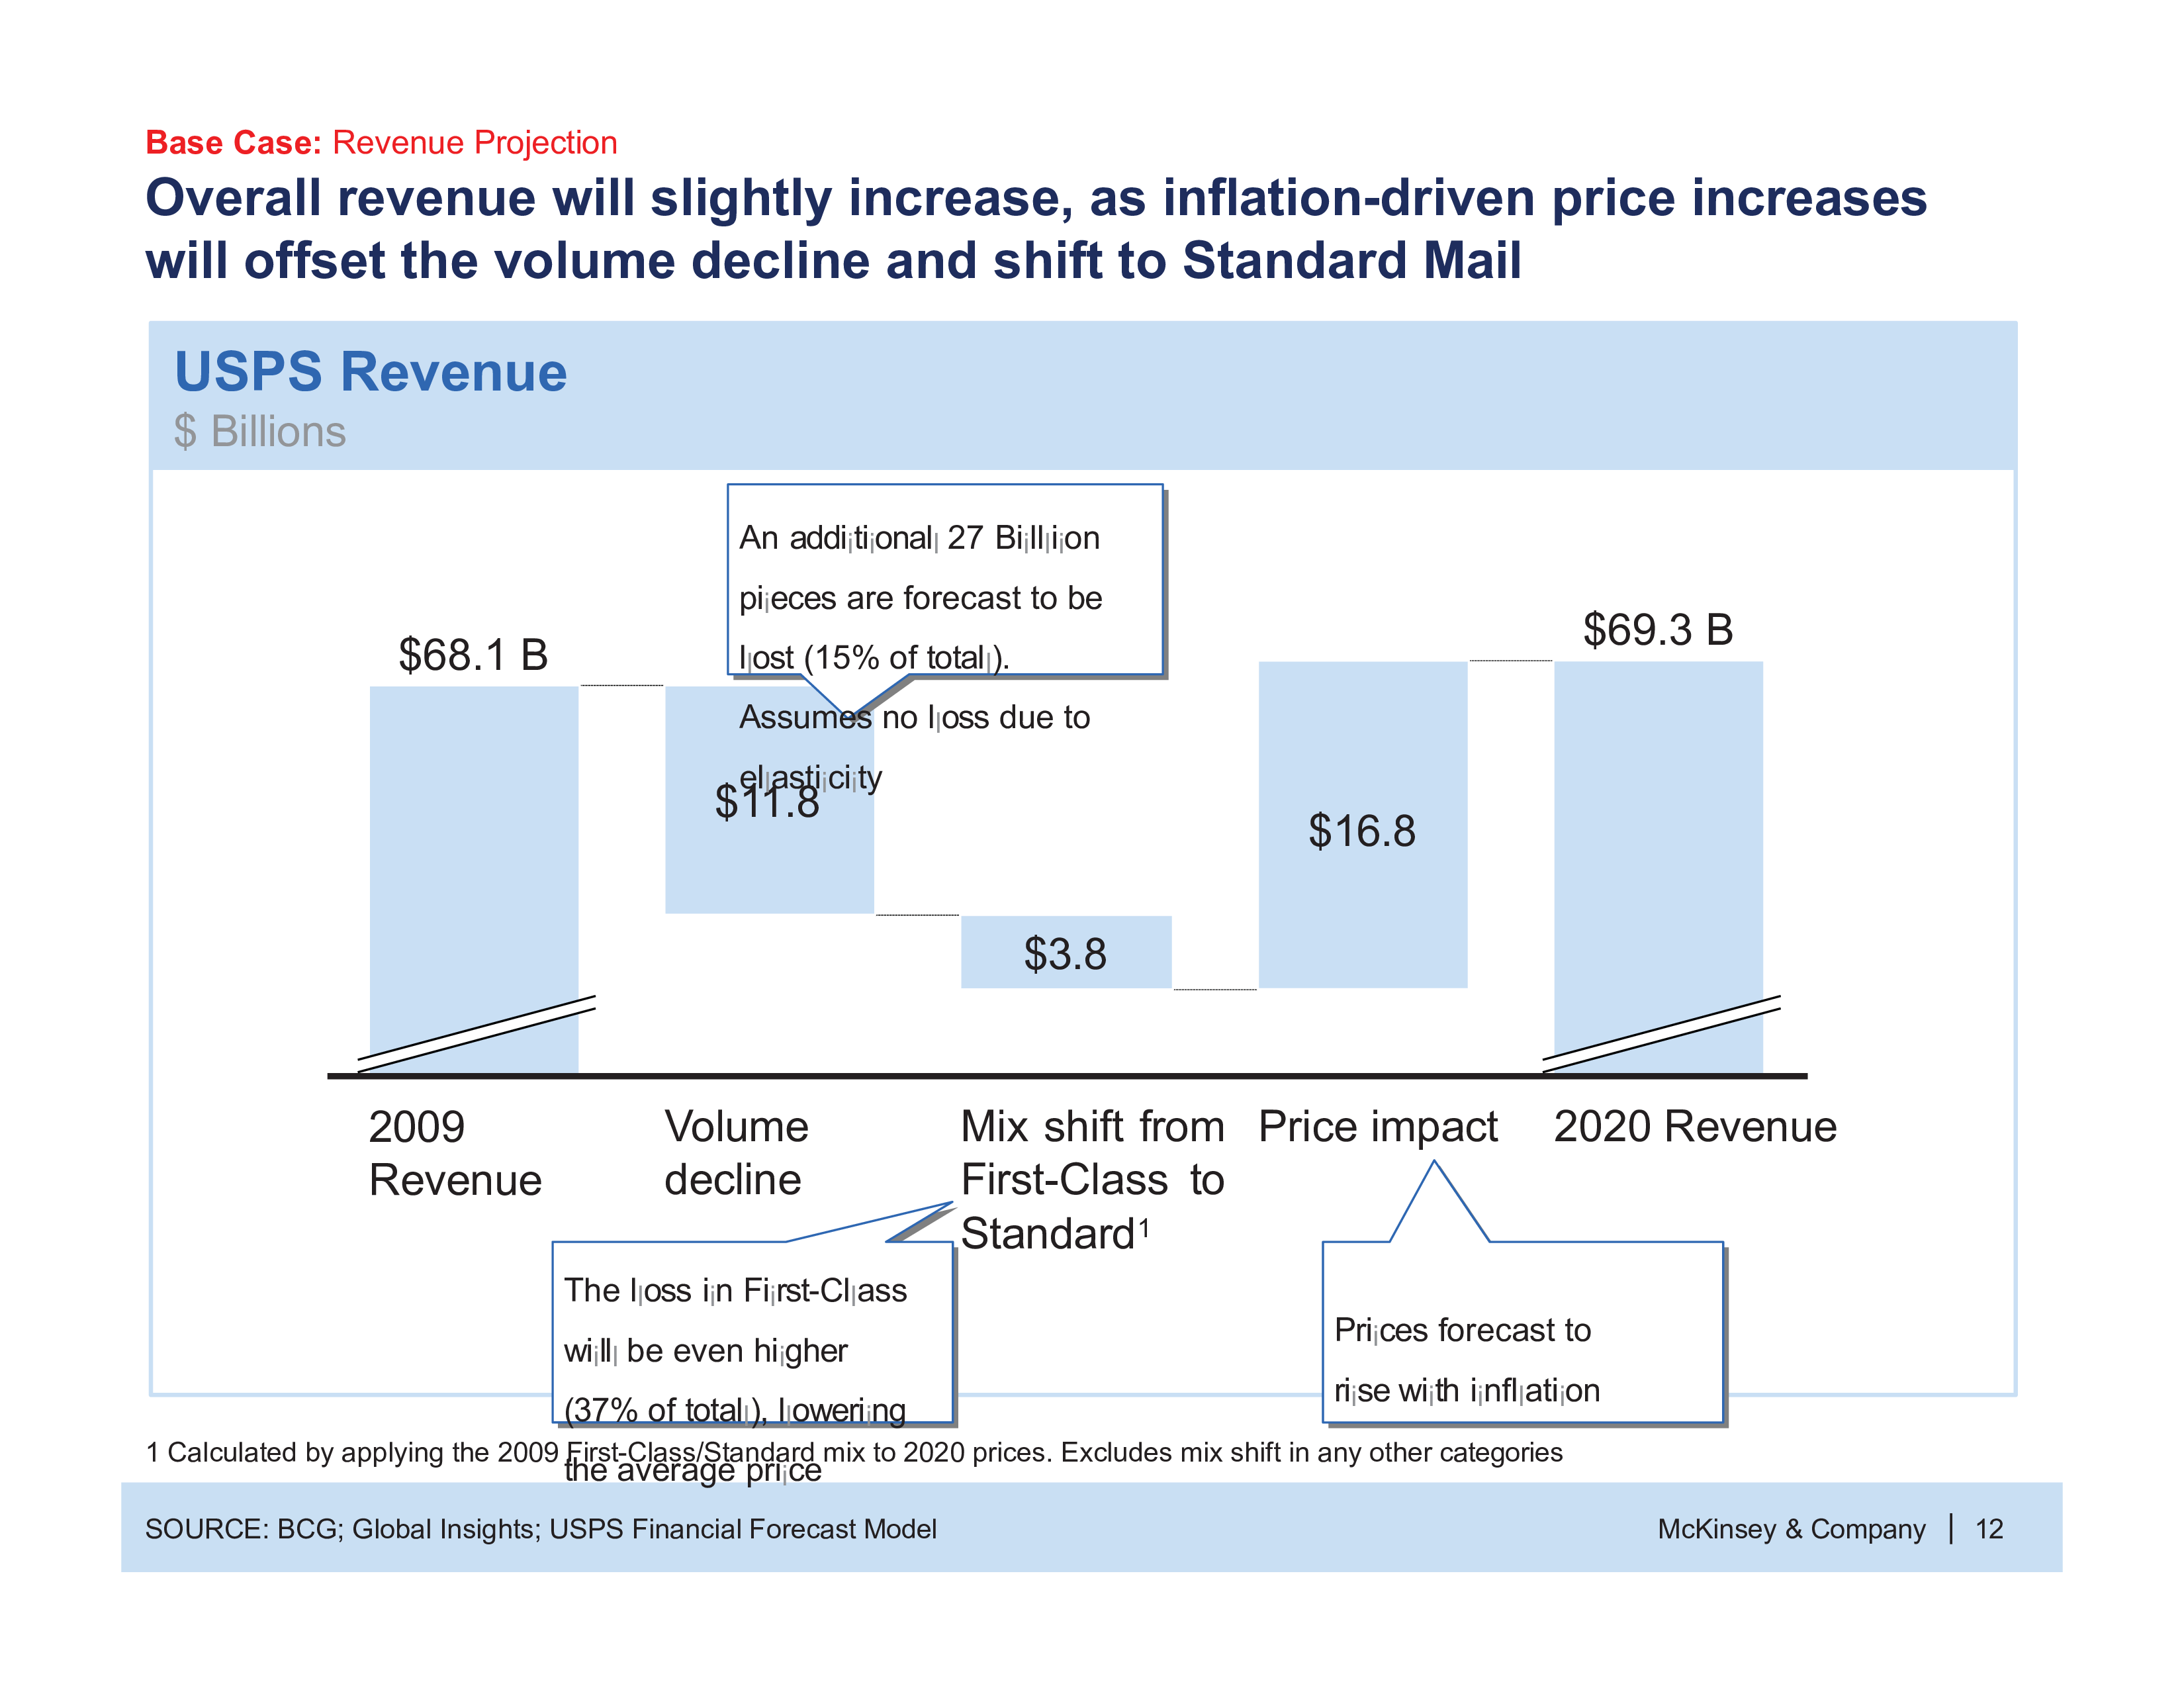 Base Case: Revenue Projection
Overall revenue will slightly increase, as inflation-driven price increases
will offset the volume decline and shift to Standard Mail
USPS Revenue
$ Billions
An additional 27 Billion
pieces are forecast to be
lost (15% of total).
Assumes no loss due to
elasticity
$68.1 B
$11.8
$3.8
$16.8
$69.3 B
2009
Revenue
Volume
decline
Mix shift from
First-Class to
Standard1
Price impact
2020 Revenue
The loss in First-Class
will be even higher
(37% of total), lowering
the average price
Prices forecast to
rise with inflation
1 Calculated by applying the 2009 First-Class/Standard mix to 2020 prices. Excludes mix shift in any other categories
SOURCE: BCG; Global Insights; USPS Financial Forecast Model
McKinsey & Company | 12